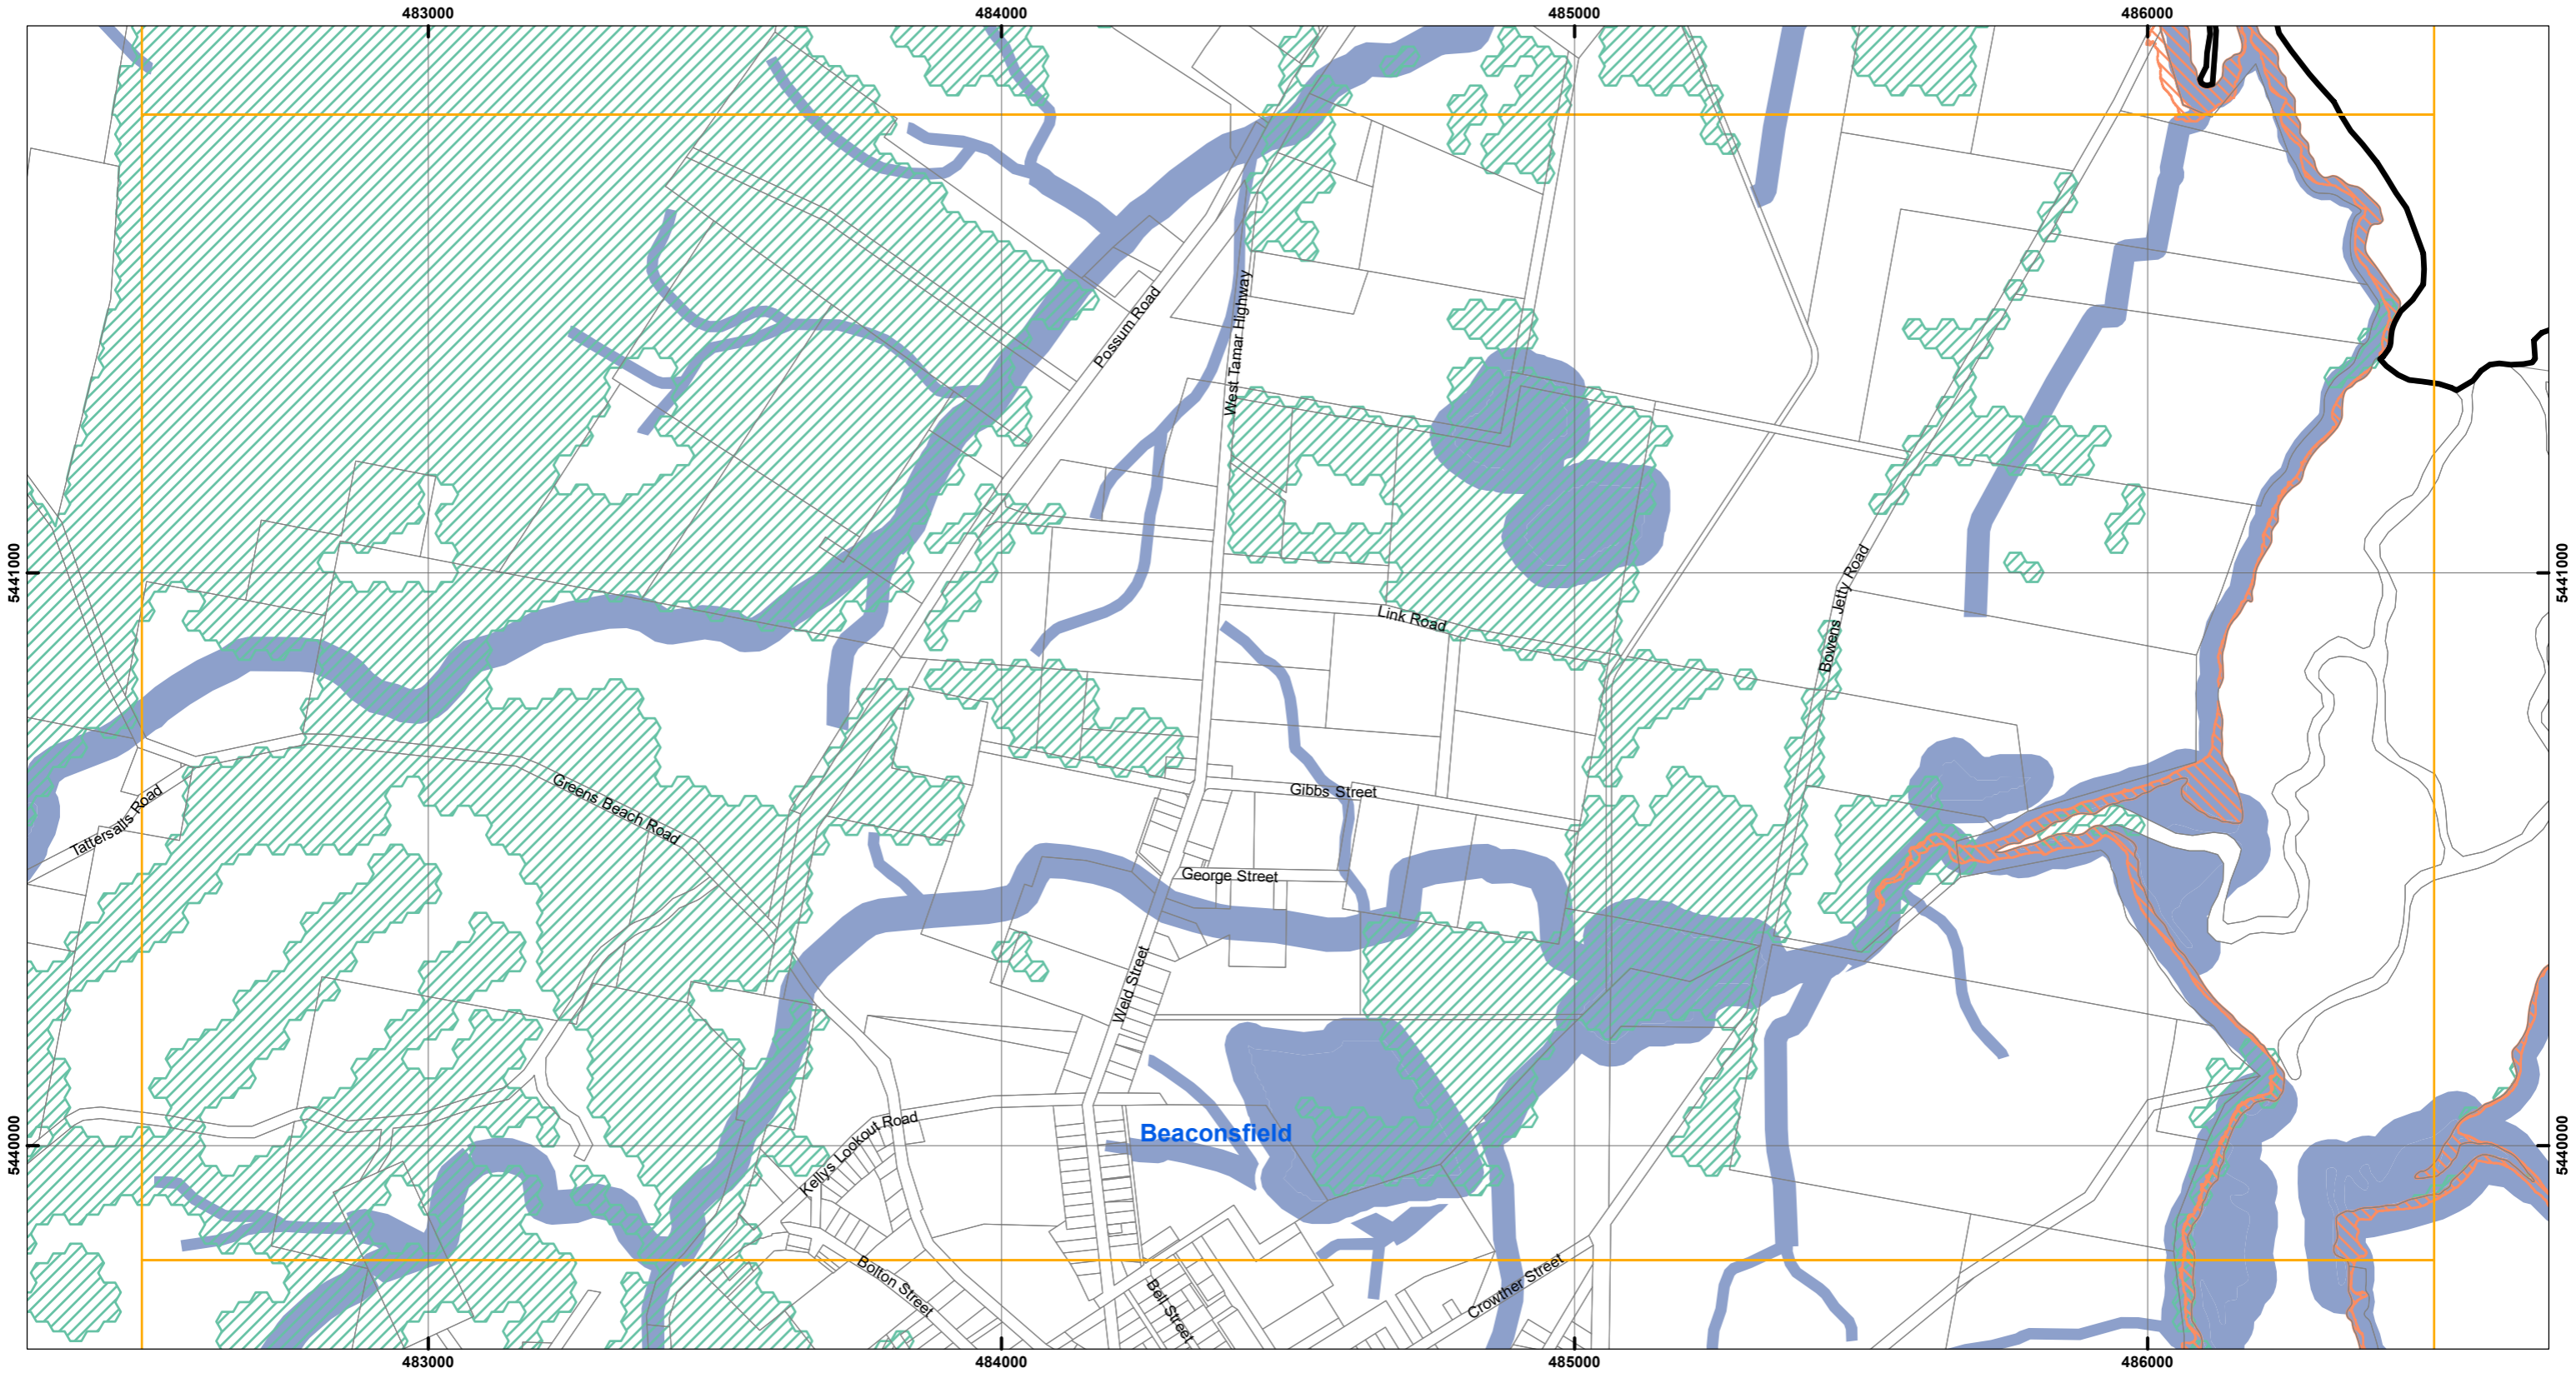 483000
484000
485000
486000
Possum Road
West Tamar Highway
5441000
5441000
Link Road
Bowens Jetty Road
Greens Beach Road
Tattersalls Road
Gibbs Street
George Street
Weld Street
Kellys Lookout Road
Beaconsfield
5440000
5440000
Bolton Street
Bell Street
Crowther Street
483000
484000
485000
486000